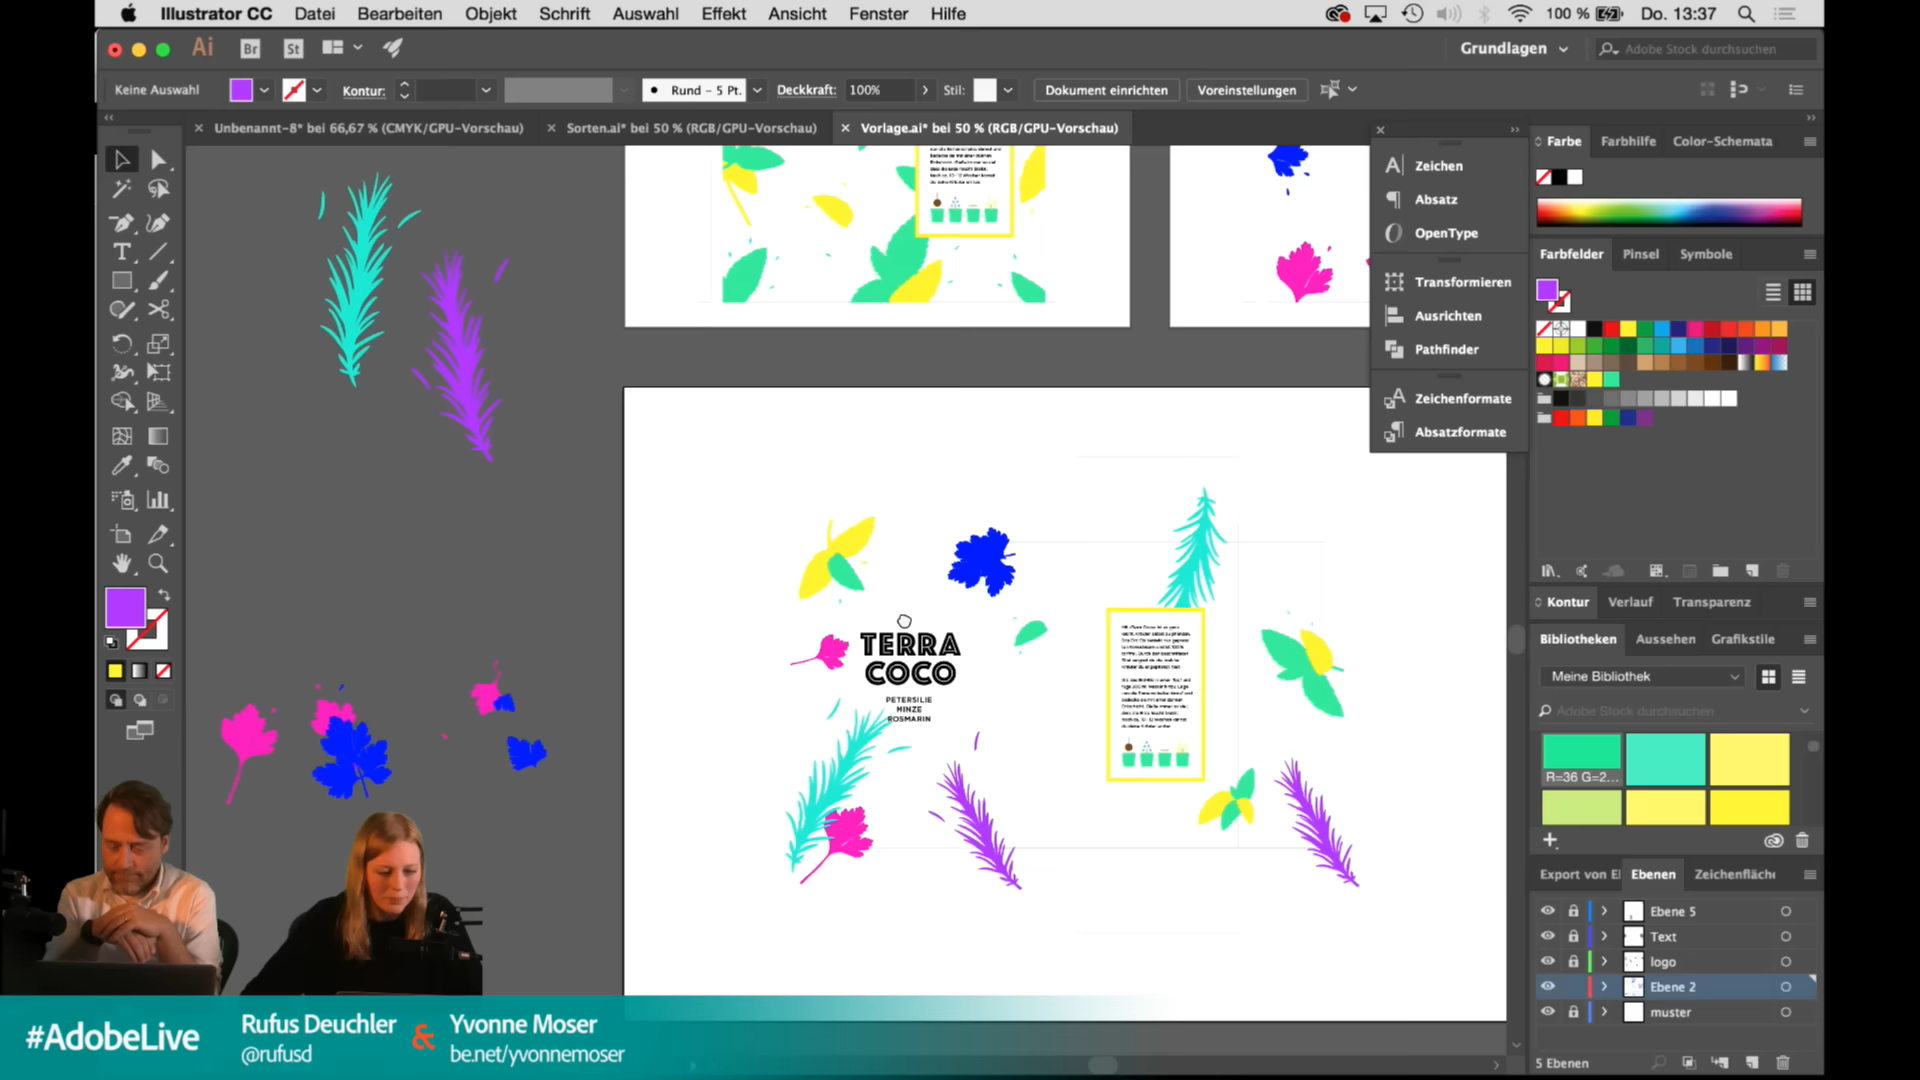 Illustrator CC Datei Bearbeiten Objekt Schrift Auswahl Effekt Ansicht Fenster Hilfe 100 % Do. 13:37
Ai Br St Grundlagen Adobe Stock durchsuchen
Keine Auswahl Kontur: Rund - 5 Pt. Deckkraft: 100% Stil: Dokument einrichten Voreinstellungen
Unbenannt-8* bei 66,67 % (CMYK/GPU-Vorschau) Sorten.ai* bei 50 % (RGB/GPU-Vorschau) Vorlage.ai* bei 50 % (RGB/GPU-Vorschau)
Zeichen
Absatz
OpenType
Transformieren
Ausrichten
Pathfinder
Zeichenformate
Absatzformate
Farbe Farbhilfe Color-Schemata
Farbfelder Pinsel Symbole
Kontur Verlauf Transparenz
Bibliotheken Aussehen Grafikstile
Meine Bibliothek
Adobe Stock durchsuchen
R=36 G=2...
Export von El Ebenen Zeichenfläche
Ebene 5
Text
logo
Ebene 2
muster
5 Ebenen
TERRA
COCO
PETERSILIE
MINZE
ROSMARIN
#AdobeLive
Rufus Deuchler & Yvonne Moser
@rufusd be.net/yvonnemoser